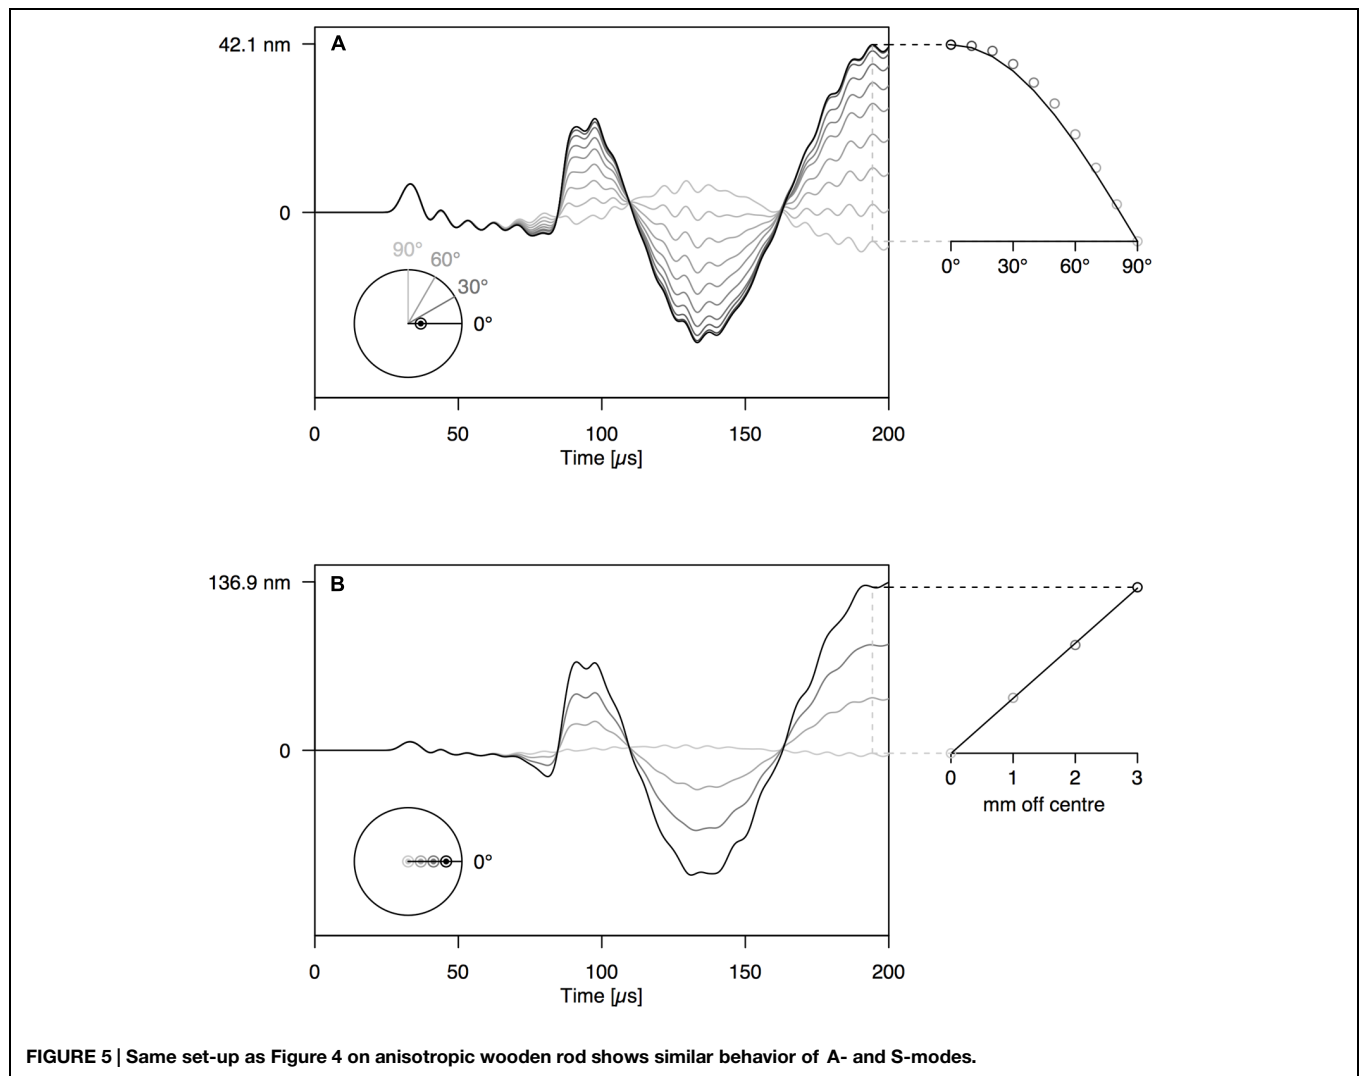 42.1 nm
A
0
90°
60°
30°
0°
0° 30° 60° 90°
0 50 100 150 200
Time [µs]
136.9 nm
B
0
0°
0 1 2 3
mm off centre
0 50 100 150 200
Time [µs]
FIGURE 5 | Same set-up as Figure 4 on anisotropic wooden rod shows similar behavior of A- and S-modes.